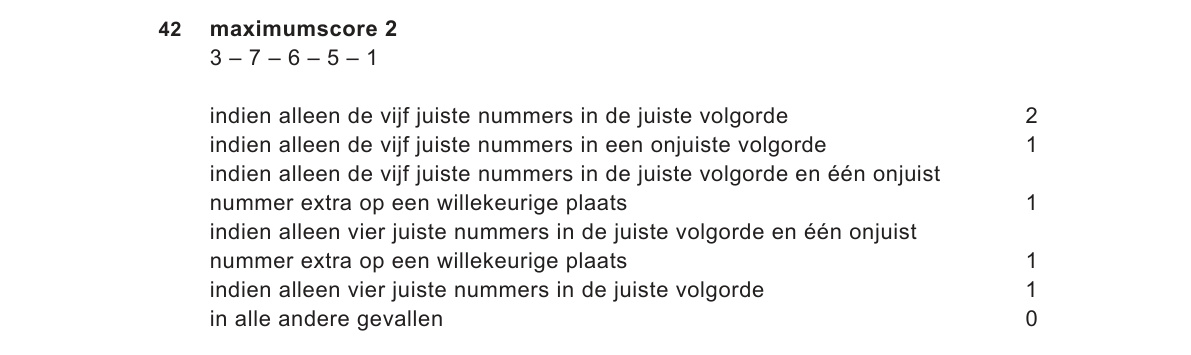 42 maximumscore 2
3 – 7 – 6 – 5 – 1
indien alleen de vijf juiste nummers in de juiste volgorde 2
indien alleen de vijf juiste nummers in een onjuiste volgorde 1
indien alleen de vijf juiste nummers in de juiste volgorde en één onjuist
nummer extra op een willekeurige plaats 1
indien alleen vier juiste nummers in de juiste volgorde en één onjuist
nummer extra op een willekeurige plaats 1
indien alleen vier juiste nummers in de juiste volgorde 1
in alle andere gevallen 0